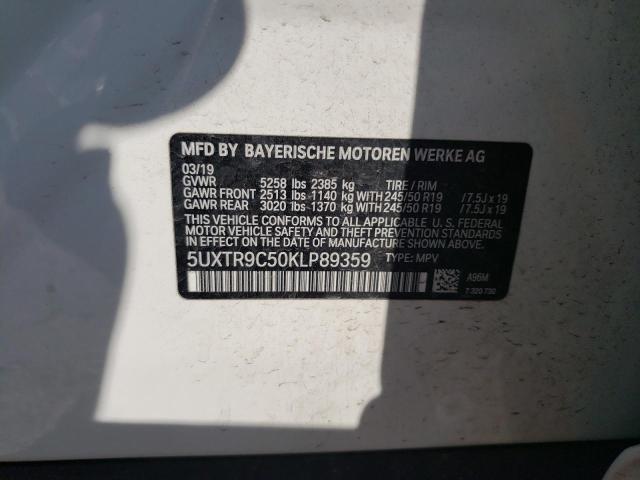 MFD BY BAYERISCHE MOTOREN WERKE AG
03/19
GVWR 5258 lbs 2385 kg TIRE / RIM
GAWR FRONT 2513 lbs 1140 kg WITH 245/50 R19 /7.5J x 19
GAWR REAR 3020 lbs 1370 kg WITH 245/50 R19 /7.5J x 19
THIS VEHICLE CONFORMS TO ALL APPLICABLE U.S. FEDERAL
MOTOR VEHICLE SAFETY, BUMPER AND THEFT PREVENTION
STANDARDS IN EFFECT ON THE DATE OF MANUFACTURE SHOWN ABOVE.
5UXTR9C50KLP89359 TYPE: MPV
A96M
7 320 730